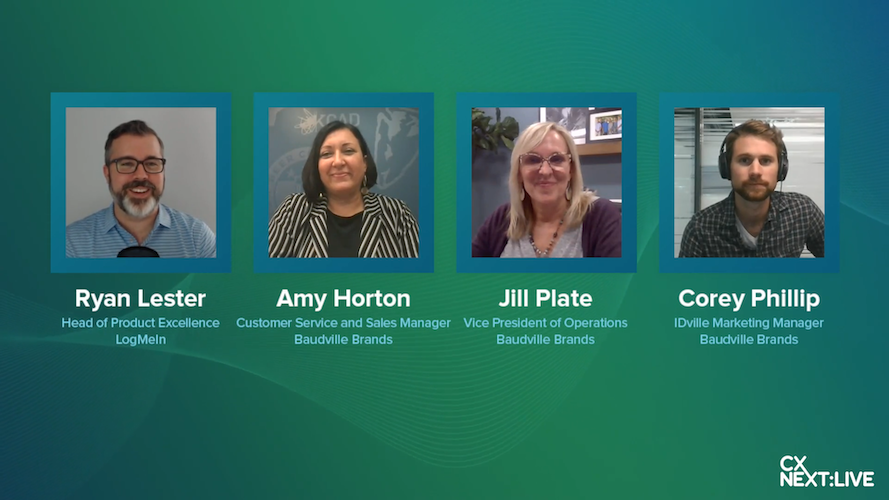 Ryan Lester
Head of Product Excellence
LogMeIn
Amy Horton
Customer Service and Sales Manager
Baudville Brands
Jill Plate
Vice President of Operations
Baudville Brands
Corey Phillip
IDville Marketing Manager
Baudville Brands
CX
NEXT:LIVE